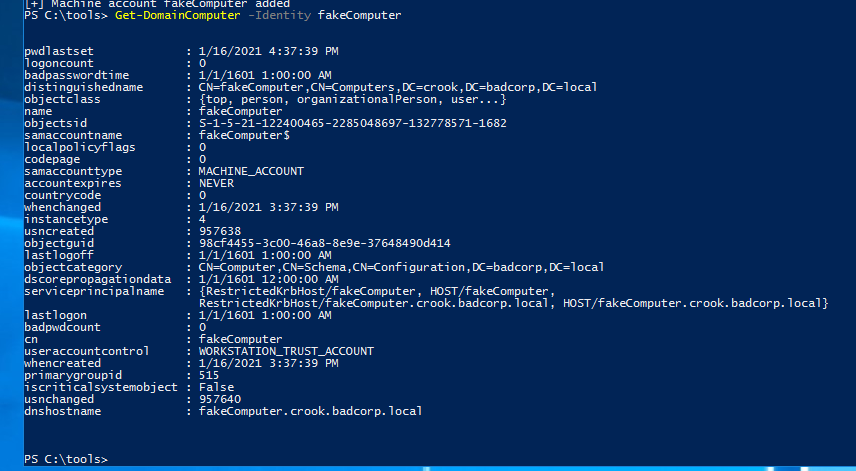 [+] Machine account fakeComputer added
PS C:\tools> Get-DomainComputer -Identity fakeComputer
pwdlastset : 1/16/2021 4:37:39 PM
logoncount : 0
badpasswordtime : 1/1/1601 1:00:00 AM
distinguishedname : CN=fakeComputer,CN=Computers,DC=crook,DC=badcorp,DC=local
objectclass : {top, person, organizationalPerson, user...}
name : fakeComputer
objectsid : S-1-5-21-122400465-2285048697-132778571-1682
samaccountname : fakeComputer$
localpolicyflags : 0
codepage : 0
samaccounttype : MACHINE_ACCOUNT
accountexpires : NEVER
countrycode : 0
whenchanged : 1/16/2021 3:37:39 PM
instancetype : 4
usncreated : 957638
objectguid : 98cf4455-3c00-46a8-8e9e-37648490d414
lastlogoff : 1/1/1601 1:00:00 AM
objectcategory : CN=Computer,CN=Schema,CN=Configuration,DC=badcorp,DC=local
dscorepropagationdata : 1/1/1601 12:00:00 AM
serviceprincipalname : {RestrictedKrbHost/fakeComputer, HOST/fakeComputer,
RestrictedKrbHost/fakeComputer.crook.badcorp.local, HOST/fakeComputer.crook.badcorp.local}
lastlogon : 1/1/1601 1:00:00 AM
badpwdcount : 0
cn : fakeComputer
useraccountcontrol : WORKSTATION_TRUST_ACCOUNT
whencreated : 1/16/2021 3:37:39 PM
primarygroupid : 515
iscriticalsystemobject : False
usnchanged : 957640
dnshostname : fakeComputer.crook.badcorp.local
PS C:\tools>